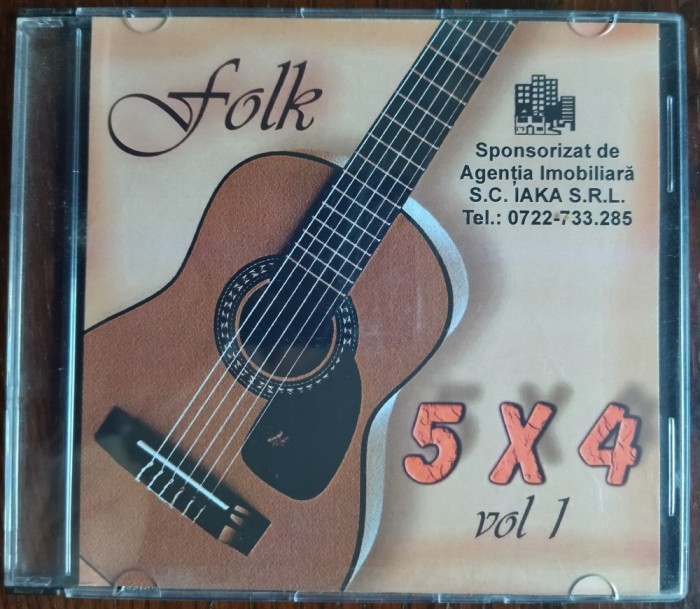 Folk
Sponsorizat de
Agenția Imobiliară
S.C. IAKA S.R.L.
Tel.: 0722-733.285
5 X 4
vol 1